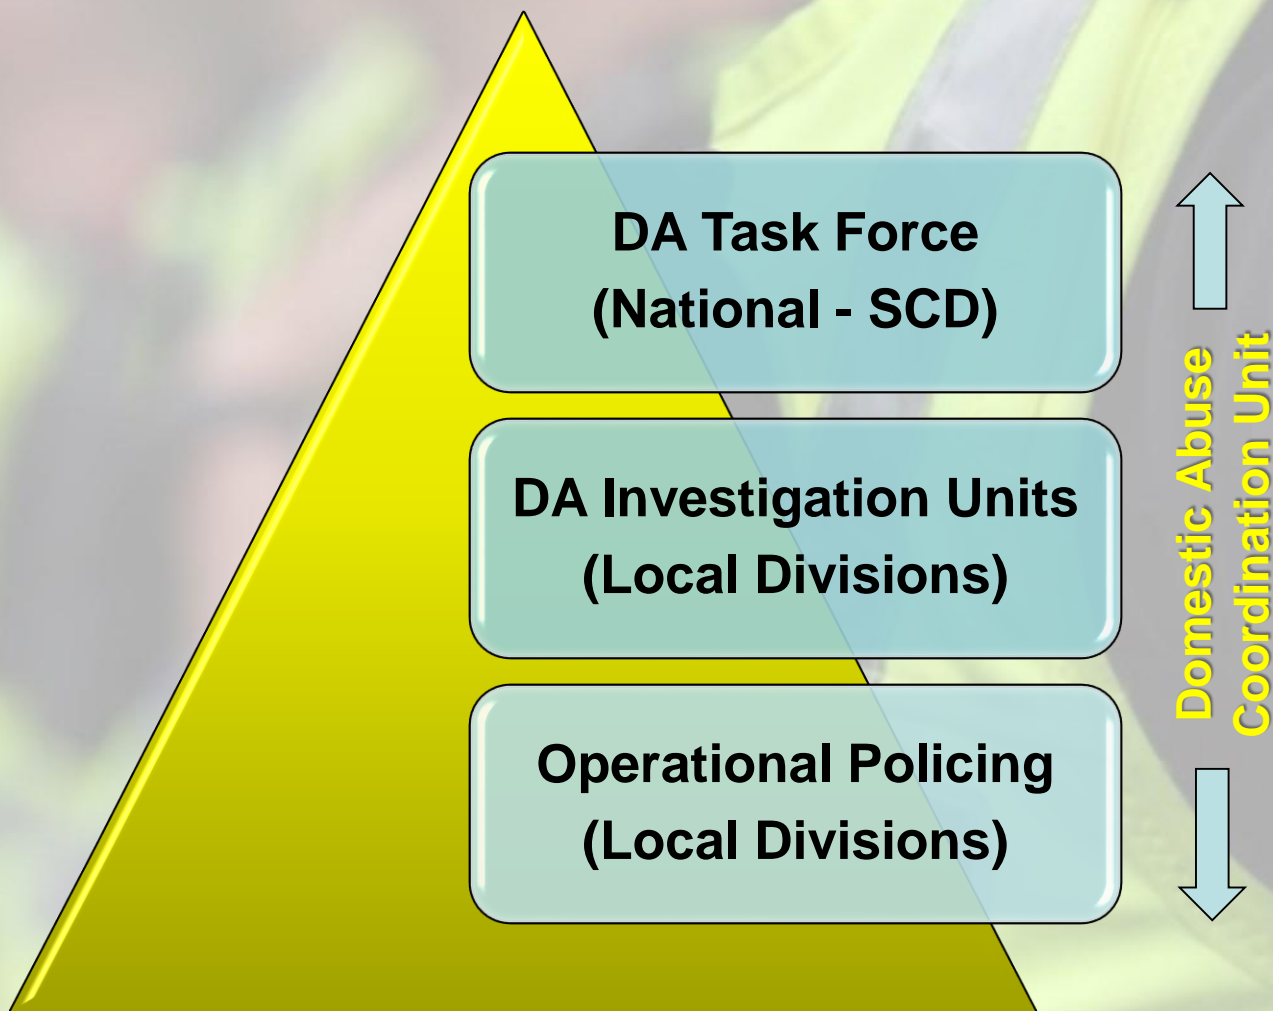 DA Task Force
(National - SCD)
DA Investigation Units
(Local Divisions)
Operational Policing
(Local Divisions)
Domestic Abuse
Coordination Unit